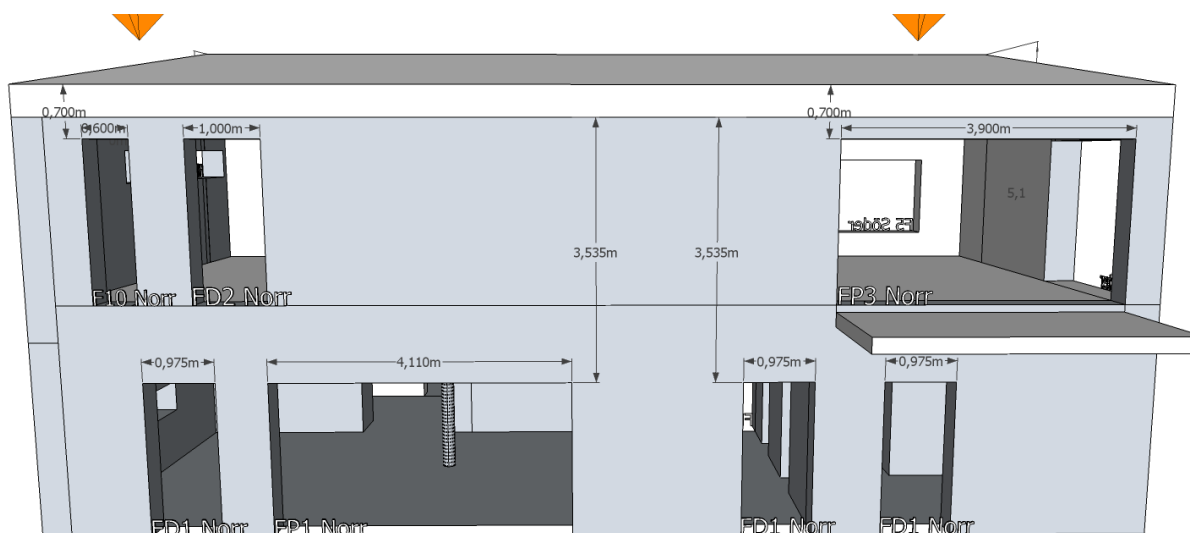 0,700m
0,700m
0,600m
1,000m
3,900m
5,1
F5 Söder
3,535m
3,535m
F10 Norr
FD2 Norr
FP3 Norr
0,975m
4,110m
0,975m
0,975m
FD1 Norr
FP1 Norr
FD1 Norr
FD1 Norr